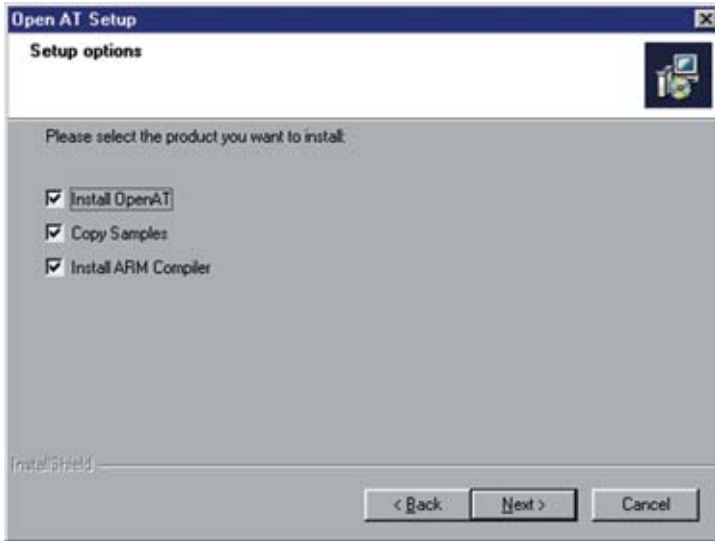 Open AT Setup
Setup options
Please select the product you want to install:
Install OpenAT
Copy Samples
Install ARM Compiler
InstallShield
< Back
Next >
Cancel